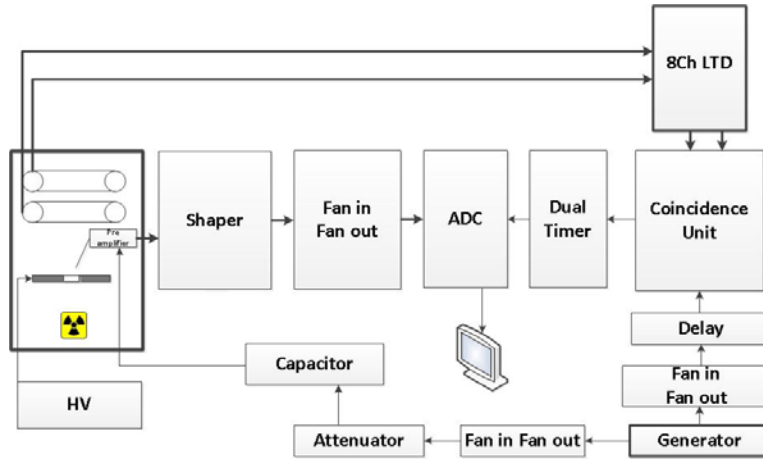 8Ch LTD
Pre
amplifier
Shaper
Fan in
Fan out
ADC
Dual
Timer
Coincidence
Unit
Delay
Fan in
Fan out
Capacitor
HV
Attenuator
Fan in Fan out
Generator